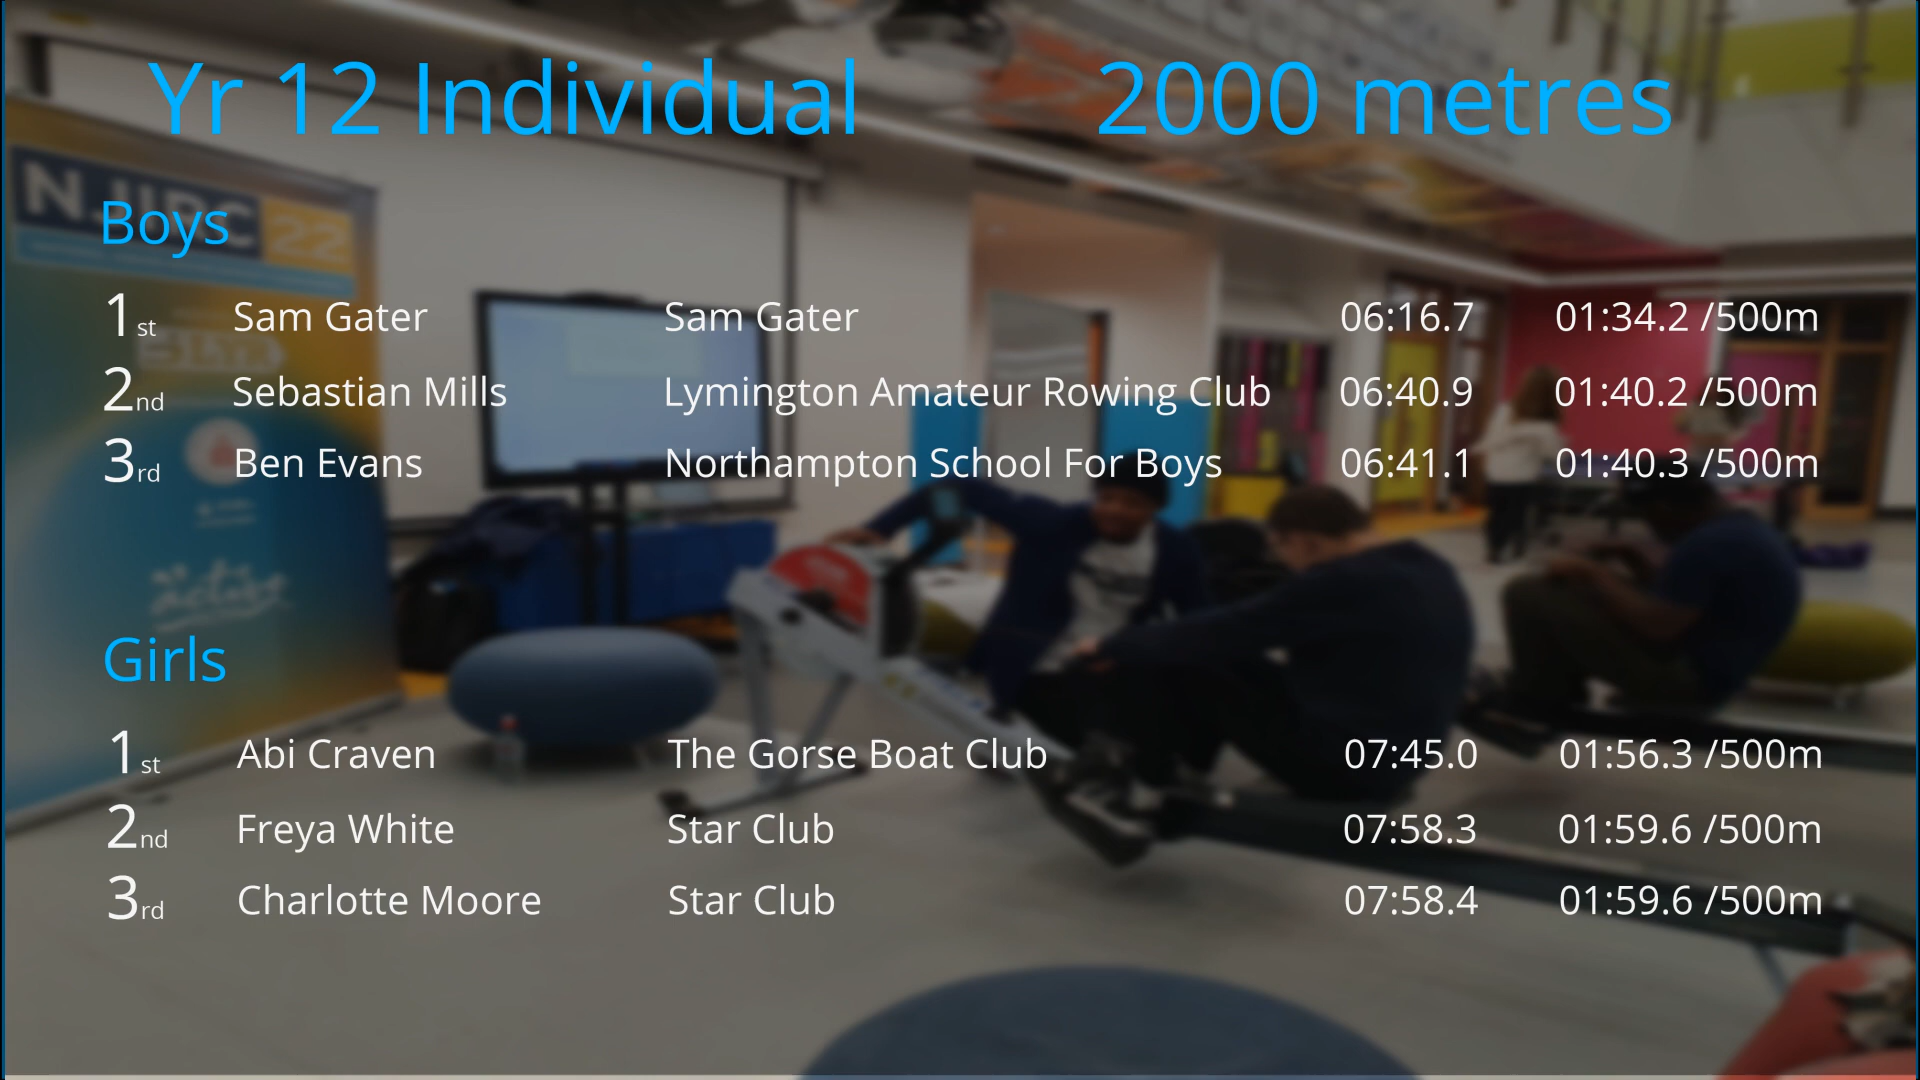 Yr 12 Individual 2000 metres
NJIRC 22
Boys
1st Sam Gater Sam Gater 06:16.7 01:34.2 /500m
2nd Sebastian Mills Lymington Amateur Rowing Club 06:40.9 01:40.2 /500m
3rd Ben Evans Northampton School For Boys 06:41.1 01:40.3 /500m
active
Girls
1st Abi Craven The Gorse Boat Club 07:45.0 01:56.3 /500m
2nd Freya White Star Club 07:58.3 01:59.6 /500m
3rd Charlotte Moore Star Club 07:58.4 01:59.6 /500m